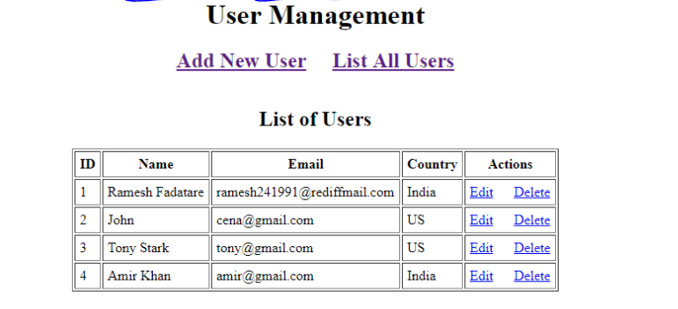 User Management
Add New User List All Users
List of Users
ID Name Email Country Actions
1 Ramesh Fadatare ramesh241991@rediffmail.com India Edit Delete
2 John cena@gmail.com US Edit Delete
3 Tony Stark tony@gmail.com US Edit Delete
4 Amir Khan amir@gmail.com India Edit Delete